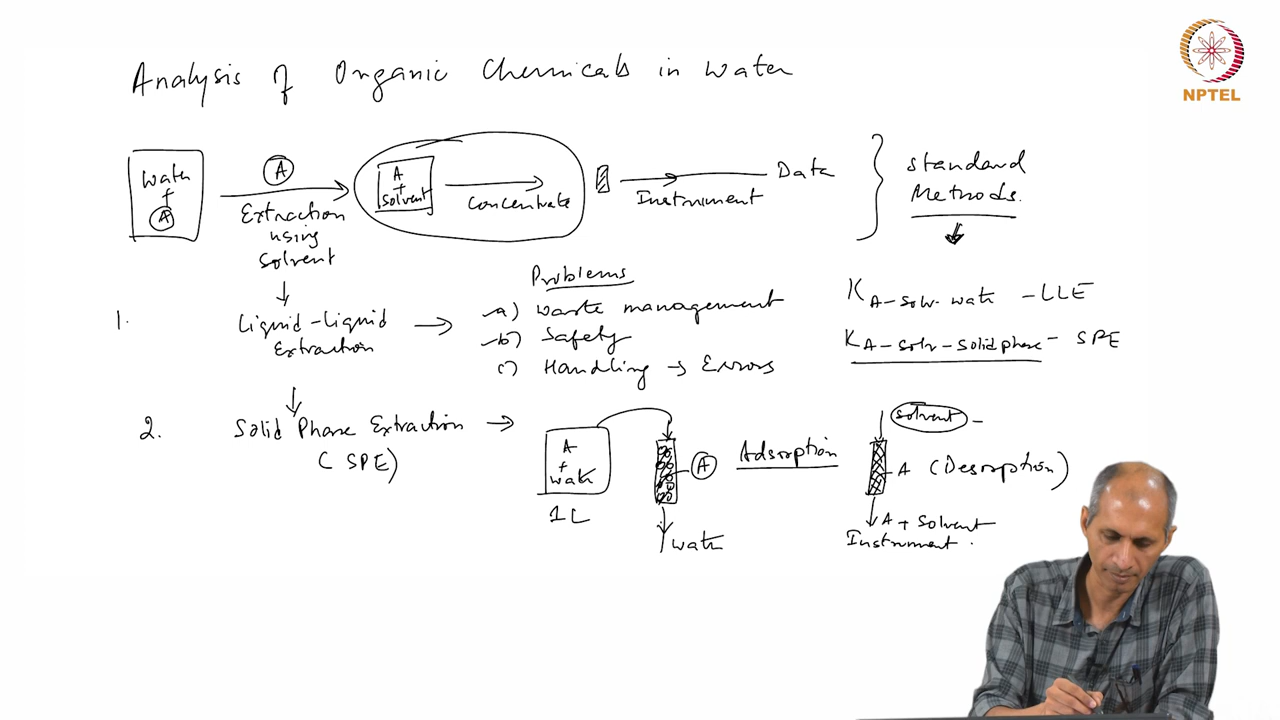 Analysis of Organic Chemicals in water
NPTEL
water
+
A
A
Extraction
using
solvent
A
+
solvent
Concentrate
Instrument
Data
Standard
Methods.
1.
Liquid-Liquid
Extraction
Problems
a) Waste management
b) Safety
c) Handling → Errors
K A-solv-water - LLE
K A-solv-solid phase - SPE
2.
Solid Phase Extraction
(SPE)
A
+
water
1L
A
water
Adsorption
solvent
A (Desorption)
A + Solvent
Instrument.